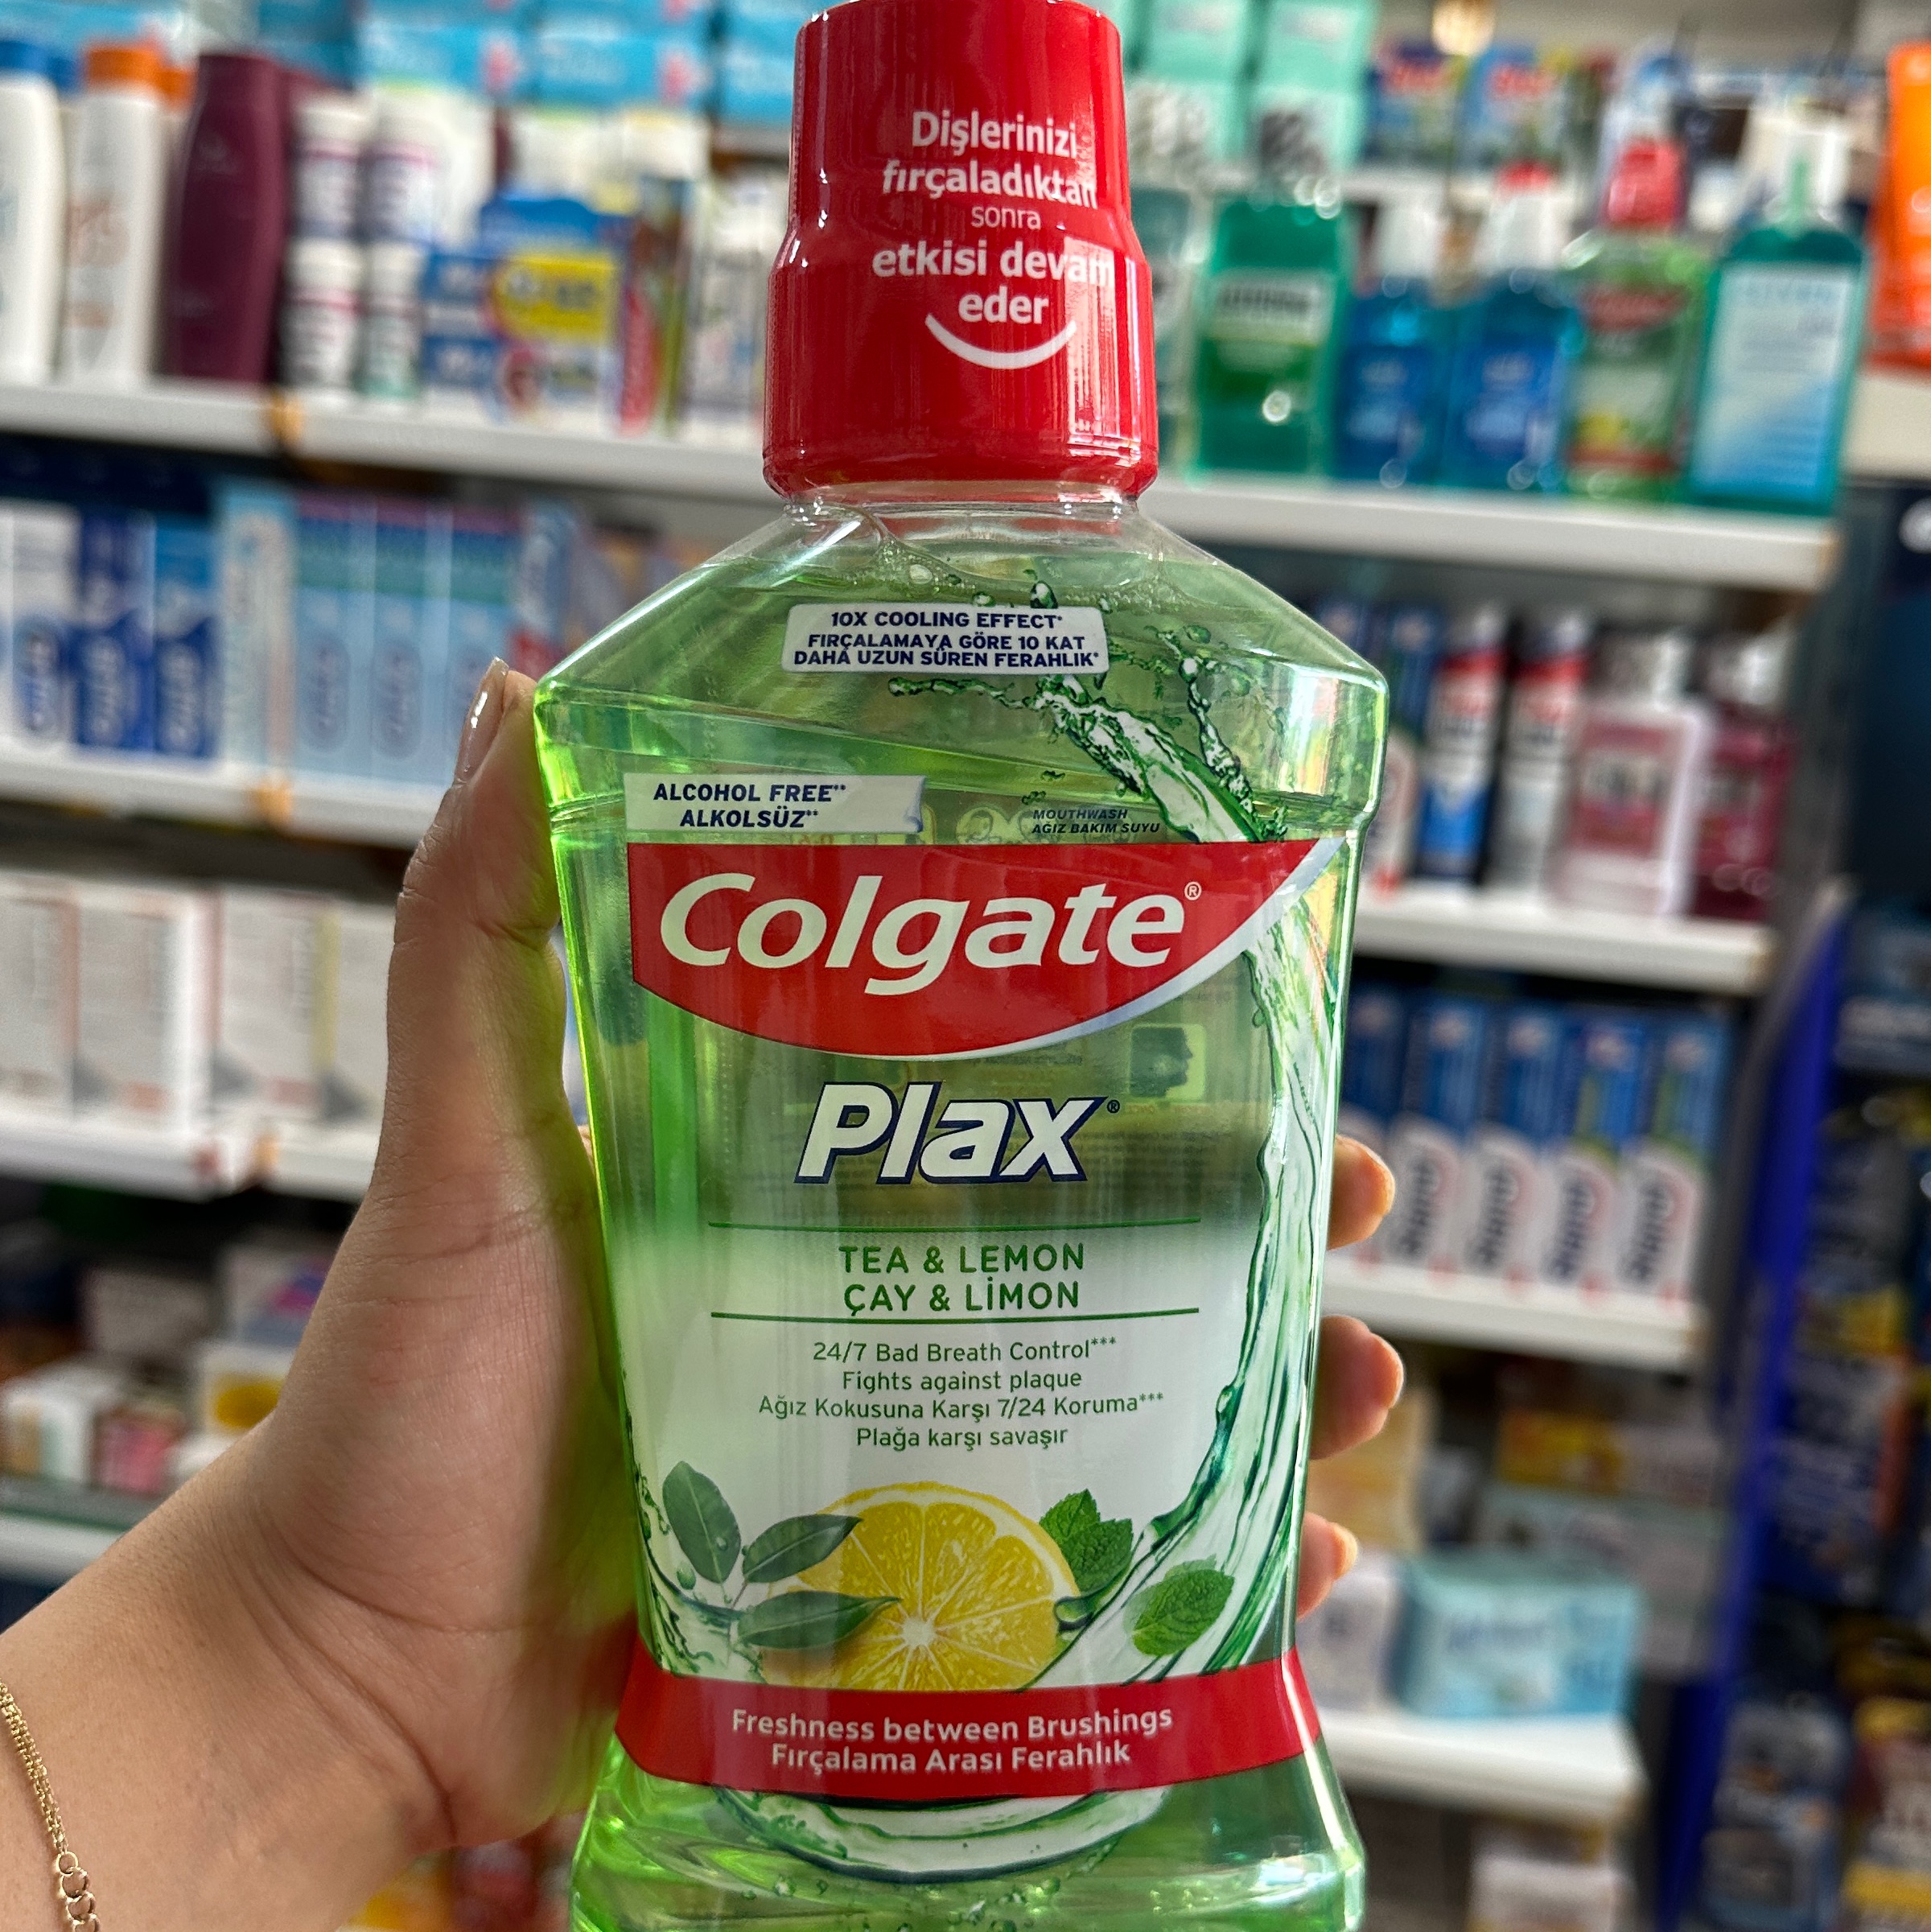 Dişlerinizi
fırçaladıktan
sonra
etkisi devam
eder
10X COOLING EFFECT*
FIRÇALAMAYA GÖRE 10 KAT
DAHA UZUN SÜREN FERAHLIK*
ALCOHOL FREE**
ALKOLSÜZ**
MOUTHWASH
AĞIZ BAKIM SUYU
Colgate®
Plax®
TEA & LEMON
ÇAY & LİMON
24/7 Bad Breath Control***
Fights against plaque
Ağız Kokusuna Karşı 7/24 Koruma***
Plağa karşı savaşır
Freshness between Brushings
Fırçalama Arası Ferahlık